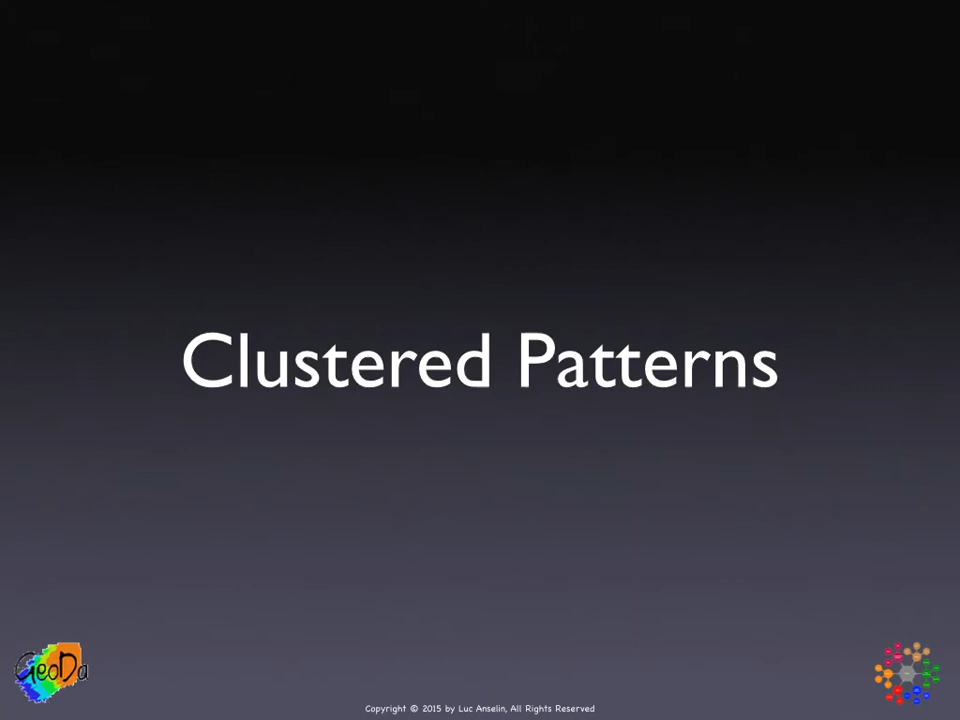 Clustered Patterns
GeoDa
Copyright © 2015 by Luc Anselin, All Rights Reserved